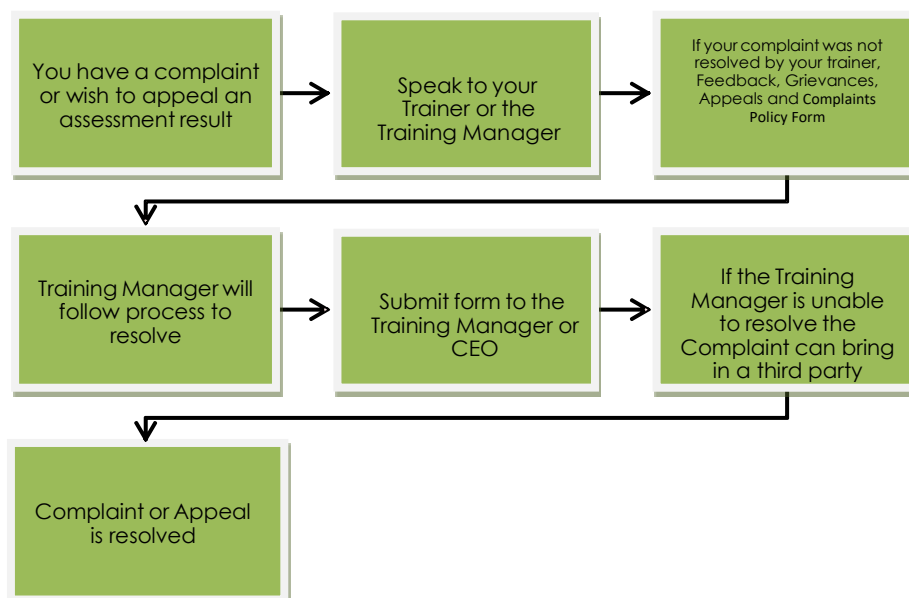 You have a complaint
or wish to appeal an
assessment result
Speak to your
Trainer or the
Training Manager
If your complaint was not
resolved by your trainer,
Feedback, Grievances,
Appeals and Complaints
Policy Form
Training Manager will
follow process to
resolve
Submit form to the
Training Manager or
CEO
If the Training
Manager is unable
to resolve the
Complaint can bring
in a third party
Complaint or Appeal
is resolved